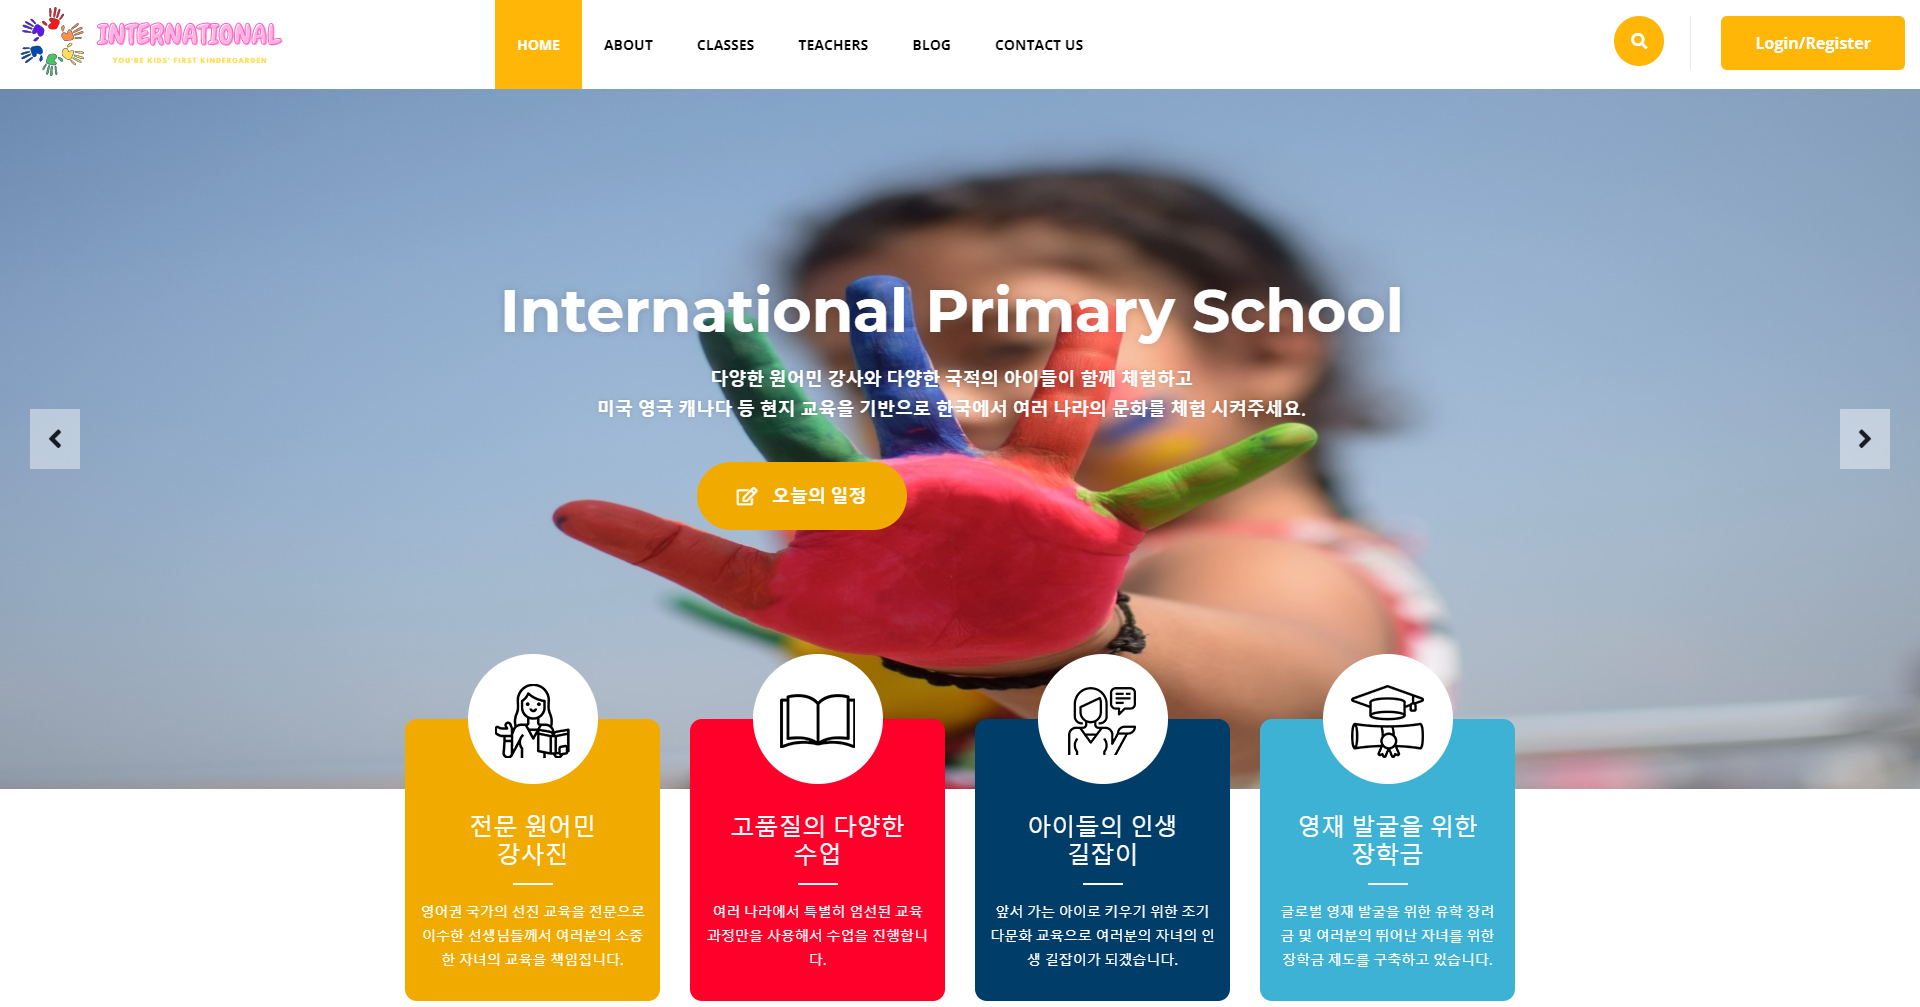 INTERNATIONAL
YOU'RE KIDS' FIRST KINDERGARDEN
HOME
ABOUT
CLASSES
TEACHERS
BLOG
CONTACT US
Login/Register
International Primary School
다양한 원어민 강사와 다양한 국적의 아이들이 함께 체험하고
미국 영국 캐나다 등 현지 교육을 기반으로 한국에서 여러 나라의 문화를 체험 시켜주세요.
오늘의 일정
전문 원어민
강사진
영어권 국가의 선진 교육을 전문으로
이수한 선생님들께서 여러분의 소중
한 자녀의 교육을 책임집니다.
고품질의 다양한
수업
여러 나라에서 특별히 엄선된 교육
과정만을 사용해서 수업을 진행합니
다.
아이들의 인생
길잡이
앞서 가는 아이로 키우기 위한 조기
다문화 교육으로 여러분의 자녀의 인
생 길잡이가 되겠습니다.
영재 발굴을 위한
장학금
글로벌 영재 발굴을 위한 유학 장려
금 및 여러분의 뛰어난 자녀를 위한
장학금 제도를 구축하고 있습니다.